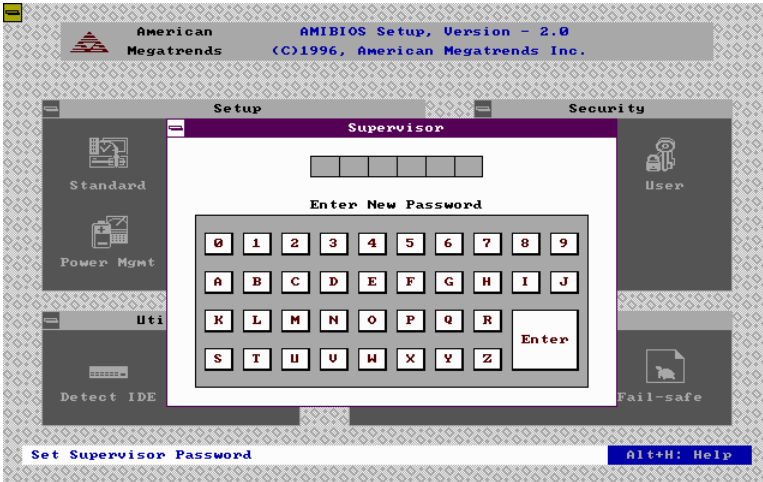 American
Megatrends
AMIBIOS Setup, Version - 2.0
(C)1996, American Megatrends Inc.
Setup
Security
Supervisor
Standard
User
Enter New Password
0 1 2 3 4 5 6 7 8 9
Power Mgmt
A B C D E F G H I J
Uti
K L M N O P Q R
Enter
S T U V W X Y Z
Detect IDE
Fail-safe
Set Supervisor Password
Alt+H: Help